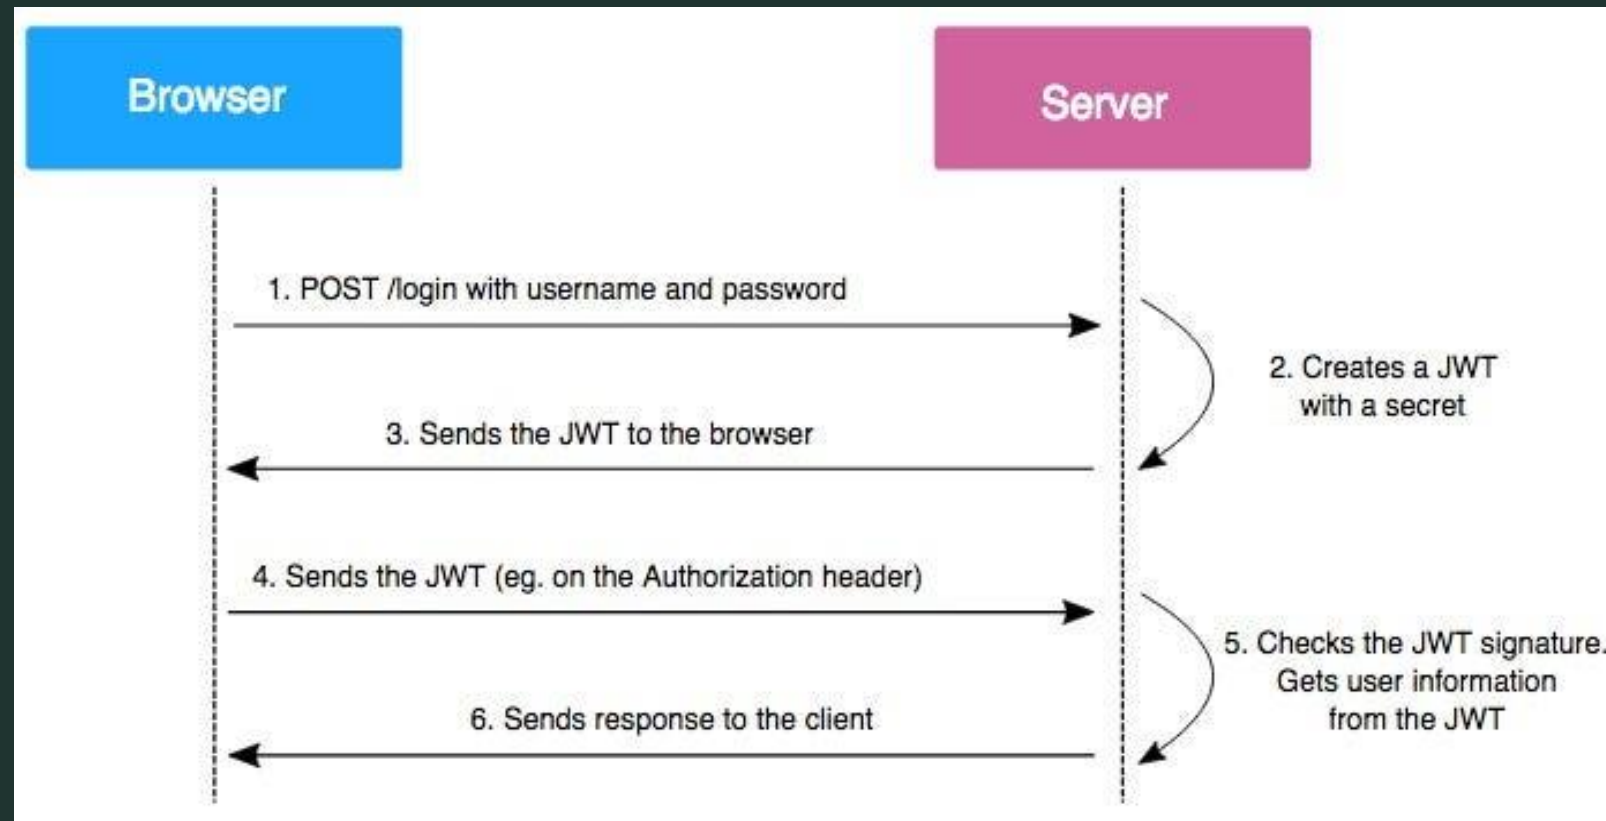 Browser
Server
1. POST /login with username and password
2. Creates a JWT
with a secret
3. Sends the JWT to the browser
4. Sends the JWT (eg. on the Authorization header)
5. Checks the JWT signature.
Gets user information
from the JWT
6. Sends response to the client